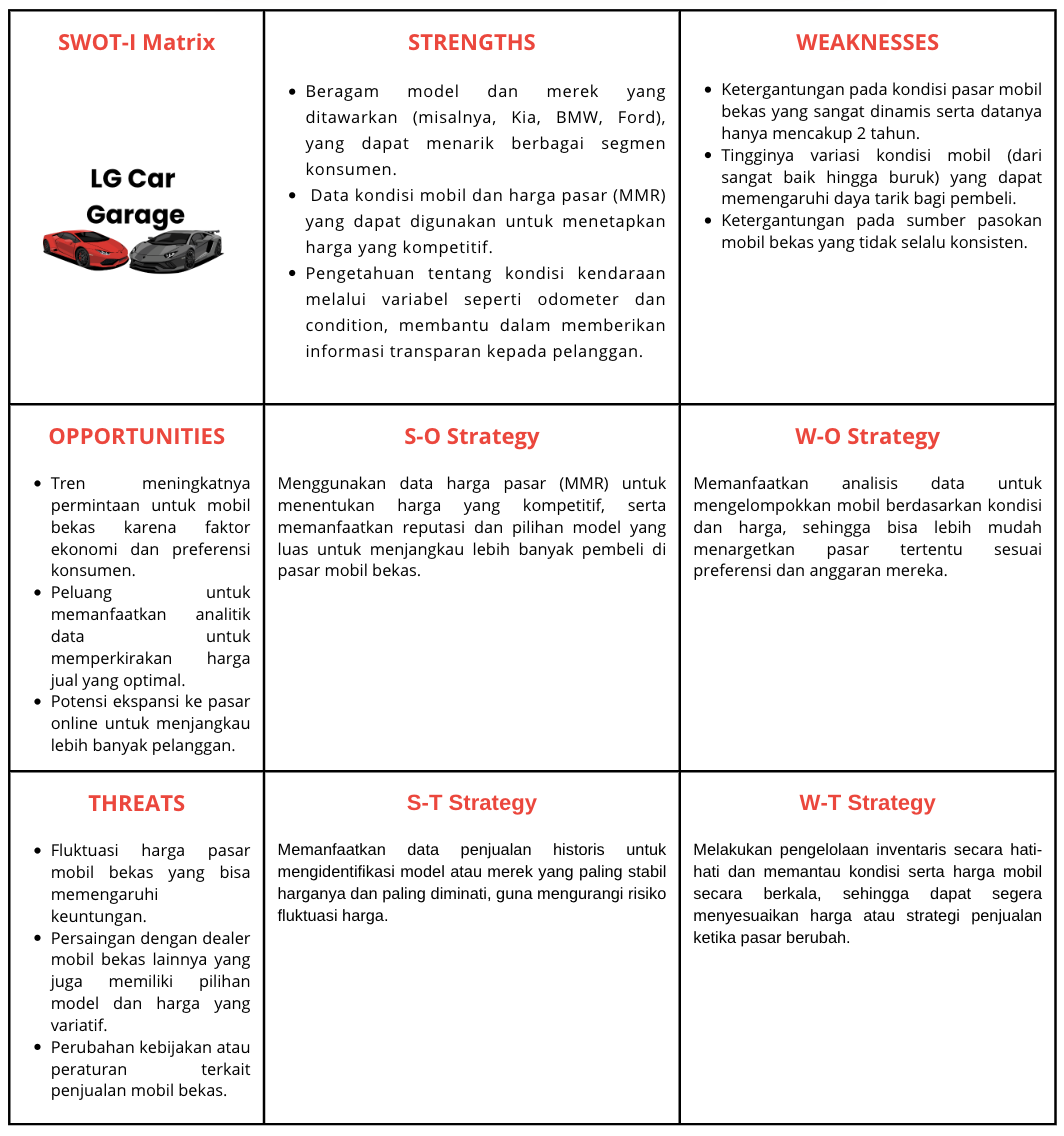 SWOT-I Matrix
LG Car
Garage
STRENGTHS
• Beragam model dan merek yang
ditawarkan (misalnya, Kia, BMW, Ford),
yang dapat menarik berbagai segmen
konsumen.
• Data kondisi mobil dan harga pasar (MMR)
yang dapat digunakan untuk menetapkan
harga yang kompetitif.
• Pengetahuan tentang kondisi kendaraan
melalui variabel seperti odometer dan
condition, membantu dalam memberikan
informasi transparan kepada pelanggan.
WEAKNESSES
• Ketergantungan pada kondisi pasar mobil
bekas yang sangat dinamis serta datanya
hanya mencakup 2 tahun.
• Tingginya variasi kondisi mobil (dari
sangat baik hingga buruk) yang dapat
memengaruhi daya tarik bagi pembeli.
• Ketergantungan pada sumber pasokan
mobil bekas yang tidak selalu konsisten.
OPPORTUNITIES
• Tren meningkatnya
permintaan untuk mobil
bekas karena faktor
ekonomi dan preferensi
konsumen.
• Peluang untuk
memanfaatkan analitik
data untuk
memperkirakan harga
jual yang optimal.
• Potensi ekspansi ke pasar
online untuk menjangkau
lebih banyak pelanggan.
S-O Strategy
Menggunakan data harga pasar (MMR) untuk
menentukan harga yang kompetitif, serta
memanfaatkan reputasi dan pilihan model yang
luas untuk menjangkau lebih banyak pembeli di
pasar mobil bekas.
W-O Strategy
Memanfaatkan analisis data untuk
mengelompokkan mobil berdasarkan kondisi
dan harga, sehingga bisa lebih mudah
menargetkan pasar tertentu sesuai
preferensi dan anggaran mereka.
THREATS
• Fluktuasi harga pasar
mobil bekas yang bisa
memengaruhi
keuntungan.
• Persaingan dengan dealer
mobil bekas lainnya yang
juga memiliki pilihan
model dan harga yang
variatif.
• Perubahan kebijakan atau
peraturan terkait
penjualan mobil bekas.
S-T Strategy
Memanfaatkan data penjualan historis untuk
mengidentifikasi model atau merek yang paling stabil
harganya dan paling diminati, guna mengurangi risiko
fluktuasi harga.
W-T Strategy
Melakukan pengelolaan inventaris secara hati-
hati dan memantau kondisi serta harga mobil
secara berkala, sehingga dapat segera
menyesuaikan harga atau strategi penjualan
ketika pasar berubah.